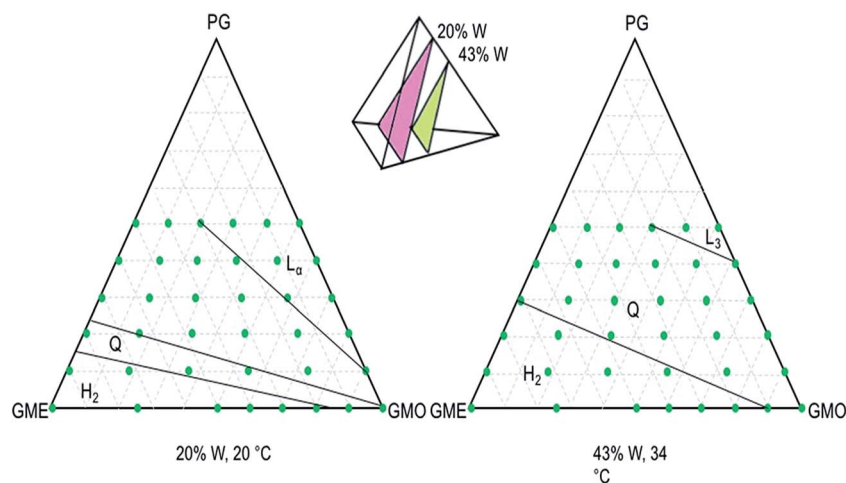 PG
20% W
43% W
PG
Lα
Q
H2
GME
GMO
20% W, 20 °C
L3
Q
H2
GME
GMO
43% W, 34
°C